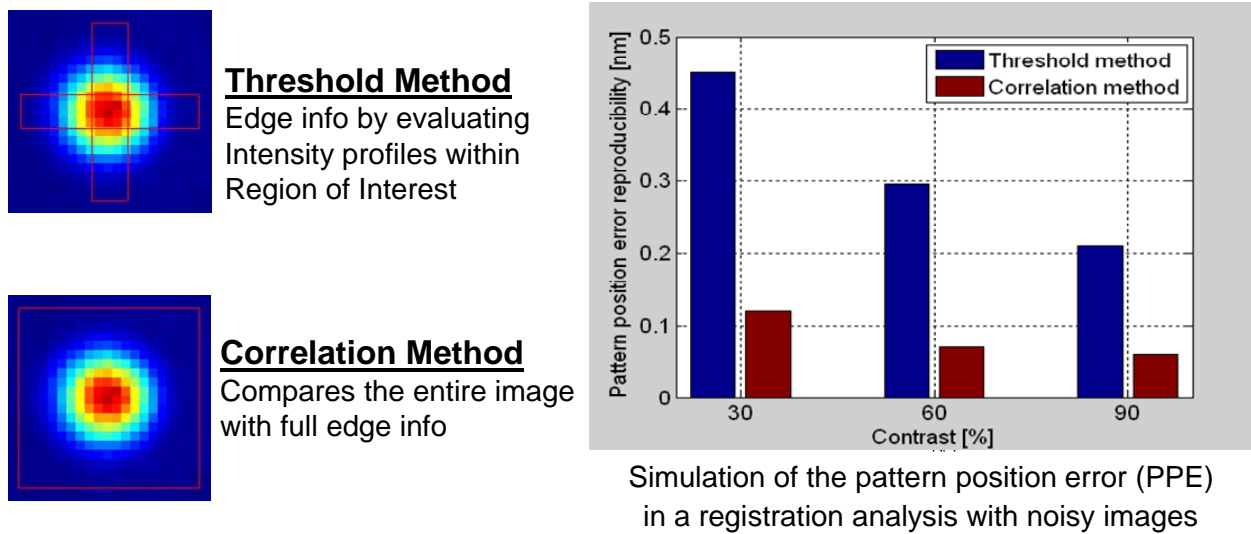 Threshold Method
Edge info by evaluating
Intensity profiles within
Region of Interest
Correlation Method
Compares the entire image
with full edge info
Pattern position error reproducibility [nm]
0.5
0.4
0.3
0.2
0.1
0
Threshold method
Correlation method
30 60 90
Contrast [%]
Simulation of the pattern position error (PPE)
in a registration analysis with noisy images